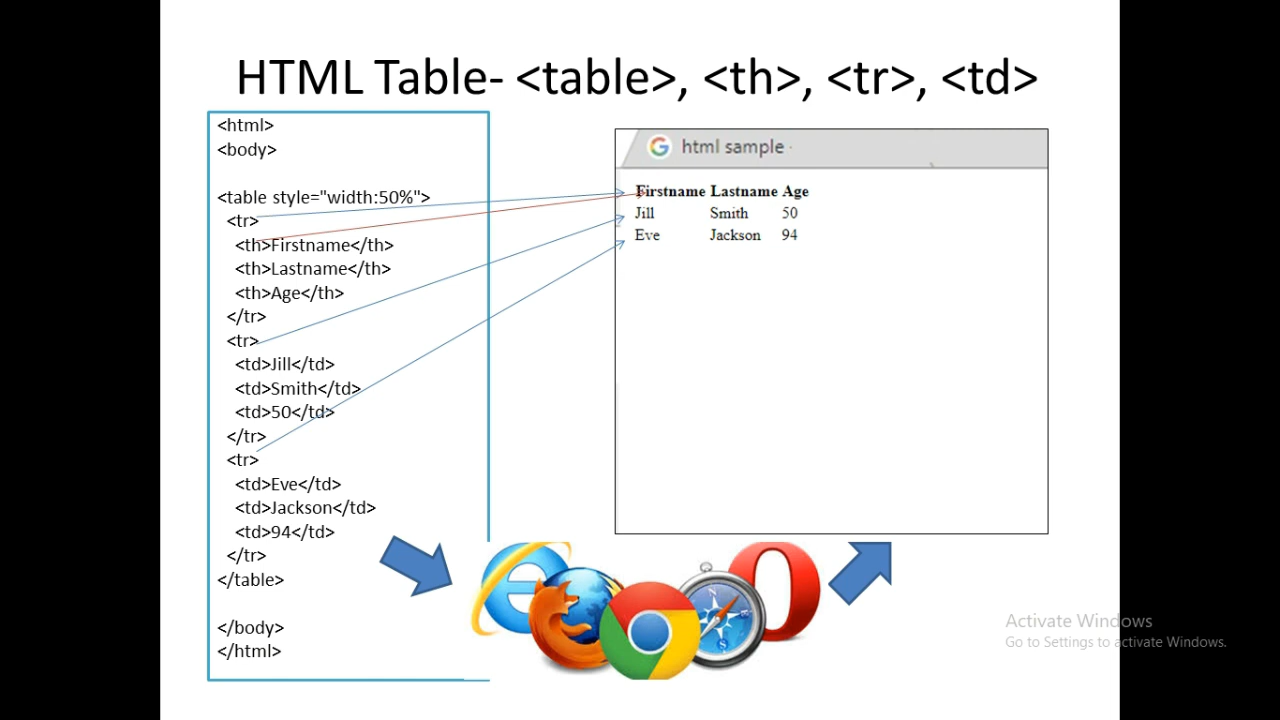 HTML Table- <table>, <th>, <tr>, <td>
<html>
<body>
<table style="width:50%">
<tr>
<th>Firstname</th>
<th>Lastname</th>
<th>Age</th>
</tr>
<tr>
<td>Jill</td>
<td>Smith</td>
<td>50</td>
</tr>
<tr>
<td>Eve</td>
<td>Jackson</td>
<td>94</td>
</tr>
</table>
</body>
</html>
html sample
Firstname Lastname Age
Jill Smith 50
Eve Jackson 94
Activate Windows
Go to Settings to activate Windows.